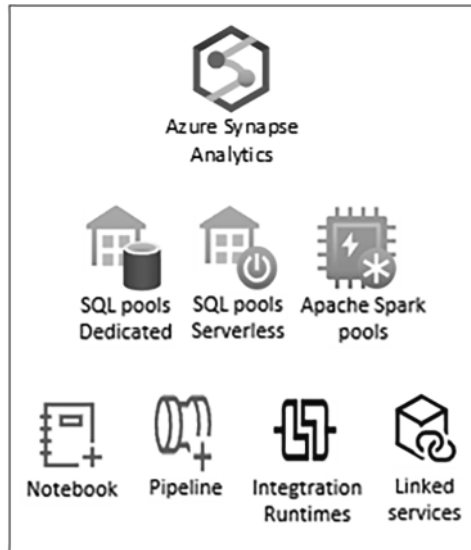 Azure Synapse
Analytics
SQL pools
Dedicated
SQL pools
Serverless
Apache Spark
pools
Notebook
Pipeline
Integtration
Runtimes
Linked
services